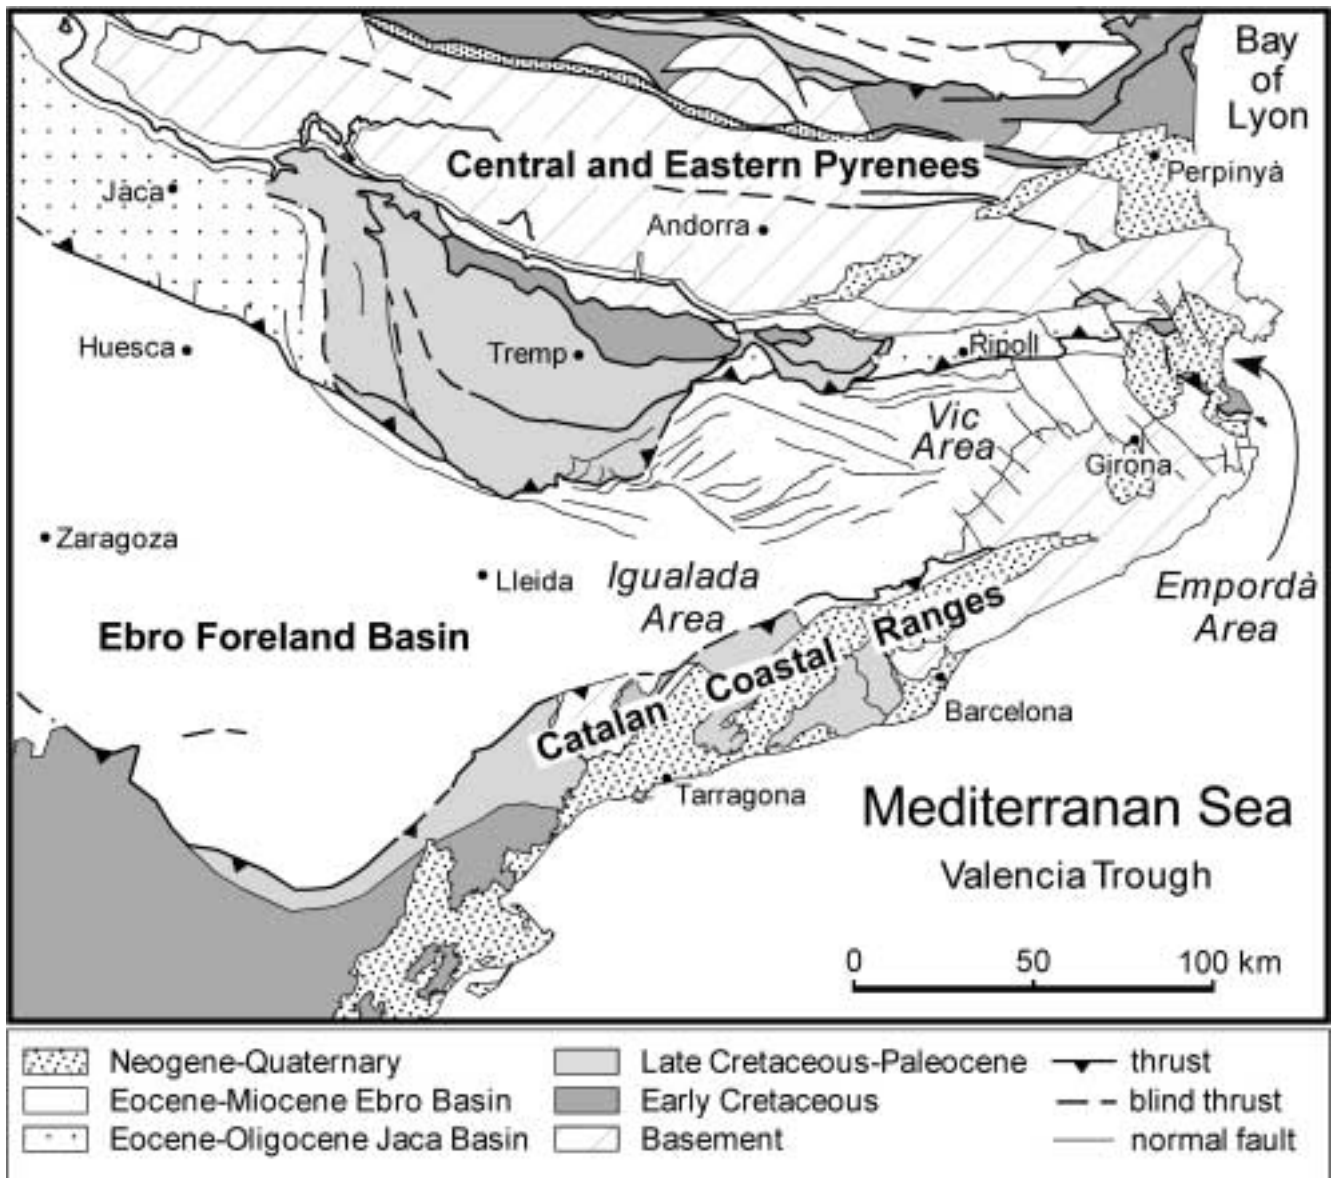 Bay
of
Lyon
Central and Eastern Pyrenees
Perpinyà
Jaca
Andorra
Huesca
Tremp
Ripoll
Vic
Area
Girona
Zaragoza
Lleida
Igualada
Area
Empordà
Area
Ebro Foreland Basin
Catalan Coastal Ranges
Barcelona
Tarragona
Mediterranan Sea
Valencia Trough
0 50 100 km
Neogene-Quaternary
Late Cretaceous-Paleocene
thrust
Eocene-Miocene Ebro Basin
Early Cretaceous
blind thrust
Eocene-Oligocene Jaca Basin
Basement
normal fault